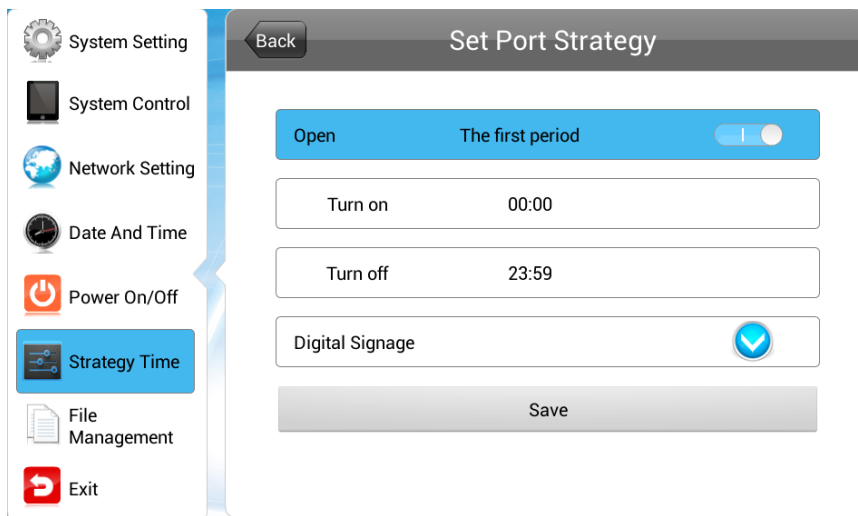 System Setting
System Control
Network Setting
Date And Time
Power On/Off
Strategy Time
File
Management
Exit
Back
Set Port Strategy
Open The first period
Turn on 00:00
Turn off 23:59
Digital Signage
Save